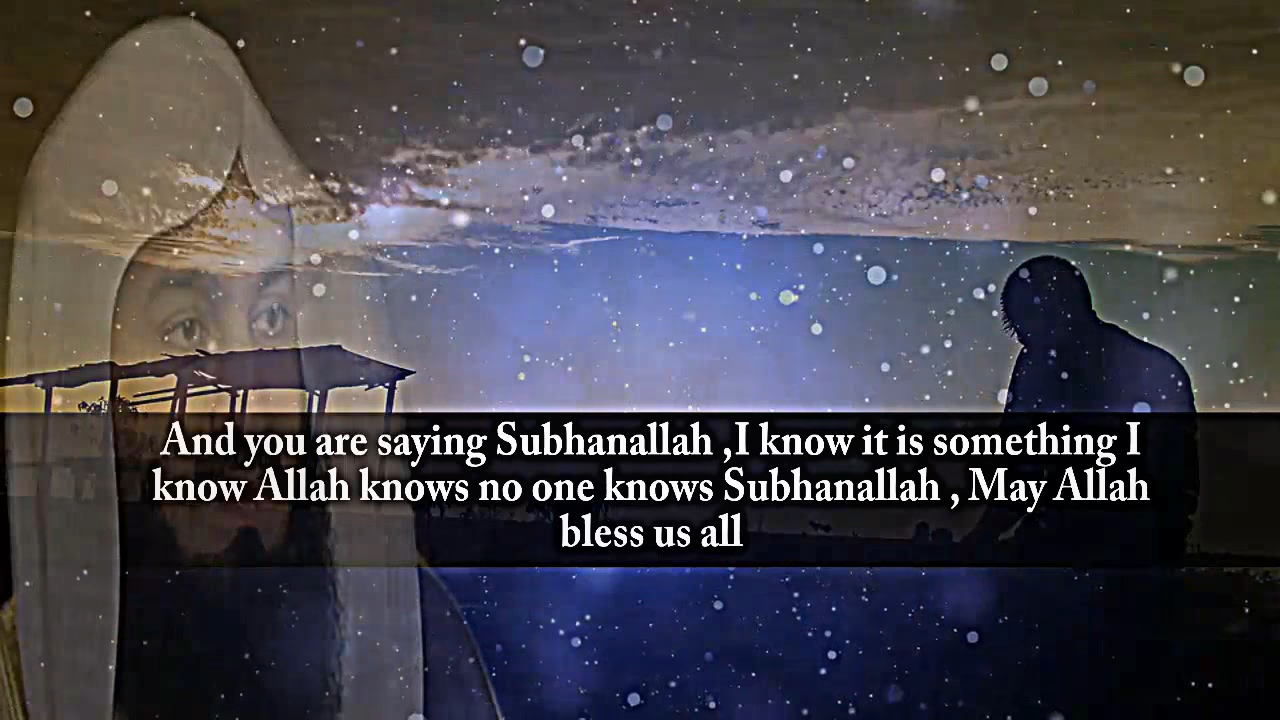 And you are saying Subhanallah ,I know it is something I
know Allah knows no one knows Subhanallah , May Allah
bless us all